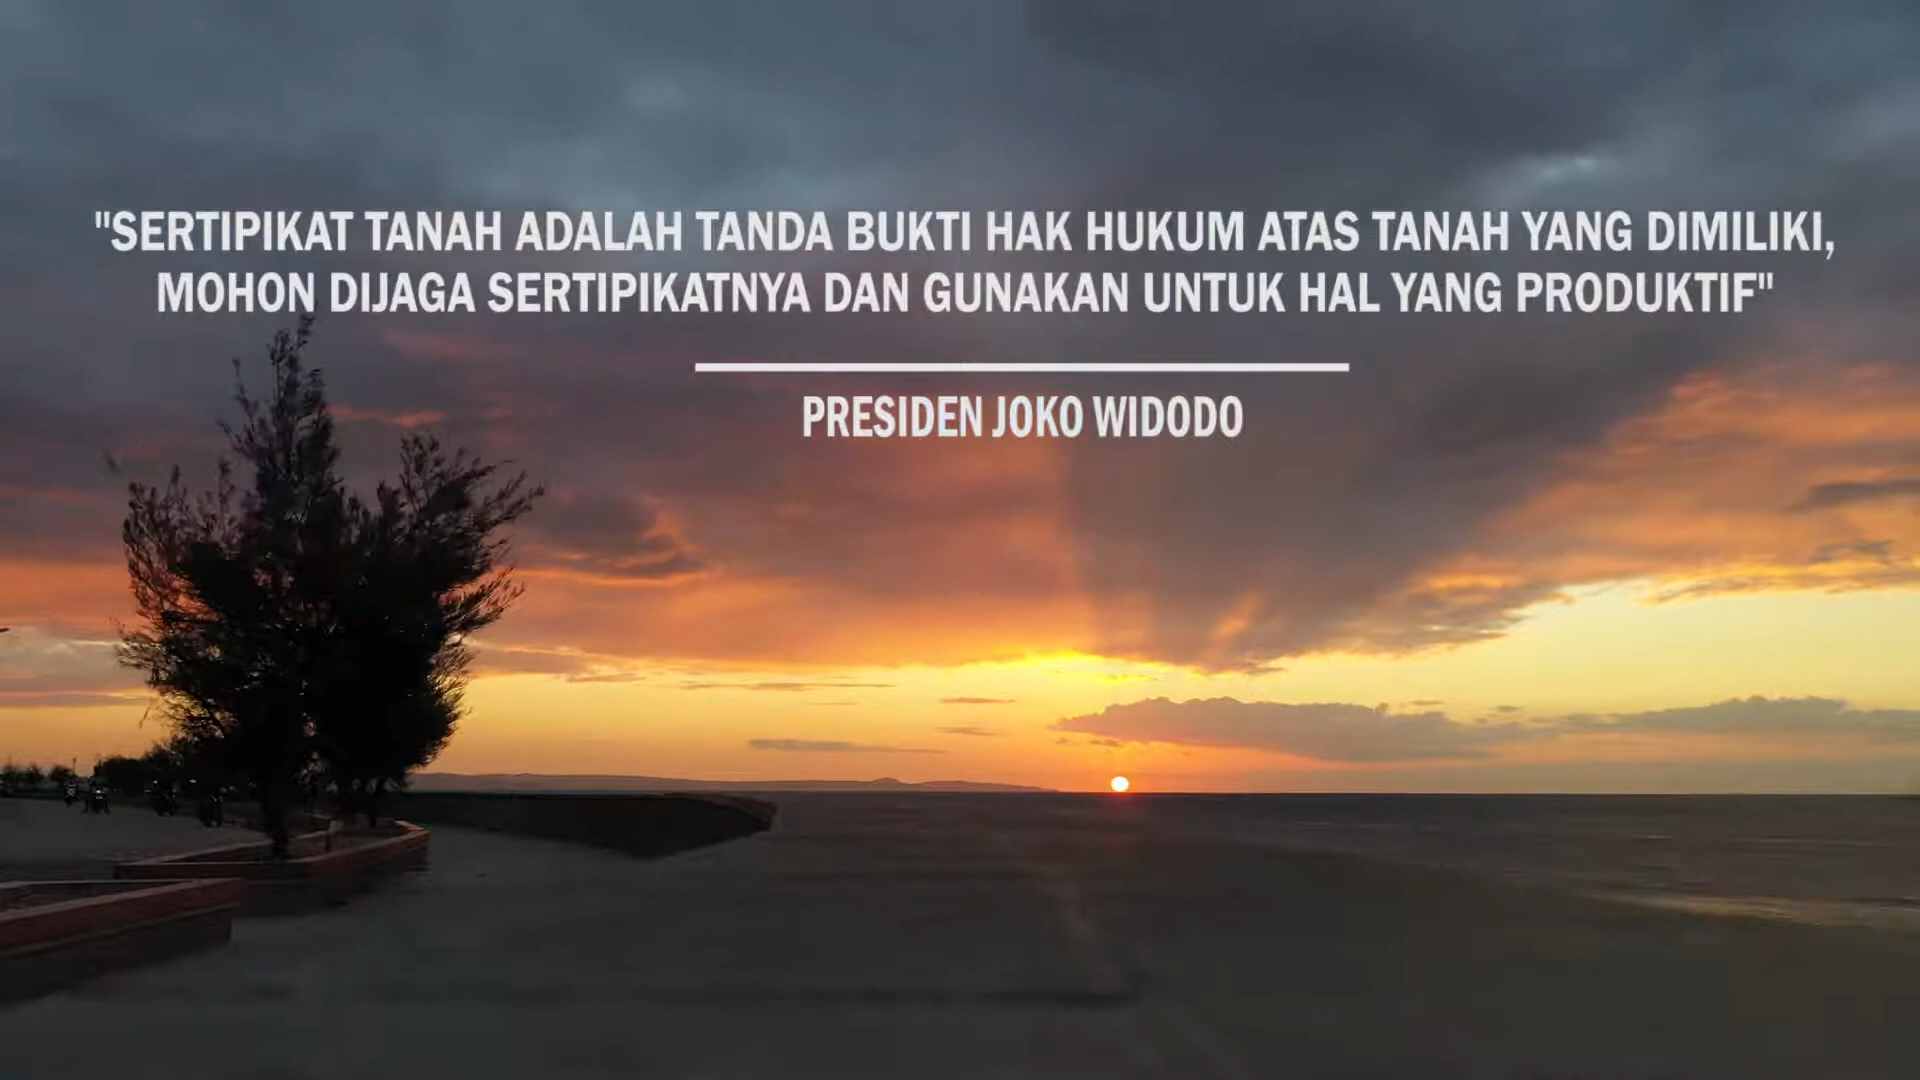 "SERTIPIKAT TANAH ADALAH TANDA BUKTI HAK HUKUM ATAS TANAH YANG DIMILIKI,
MOHON DIJAGA SERTIPIKATNYA DAN GUNAKAN UNTUK HAL YANG PRODUKTIF"
PRESIDEN JOKO WIDODO